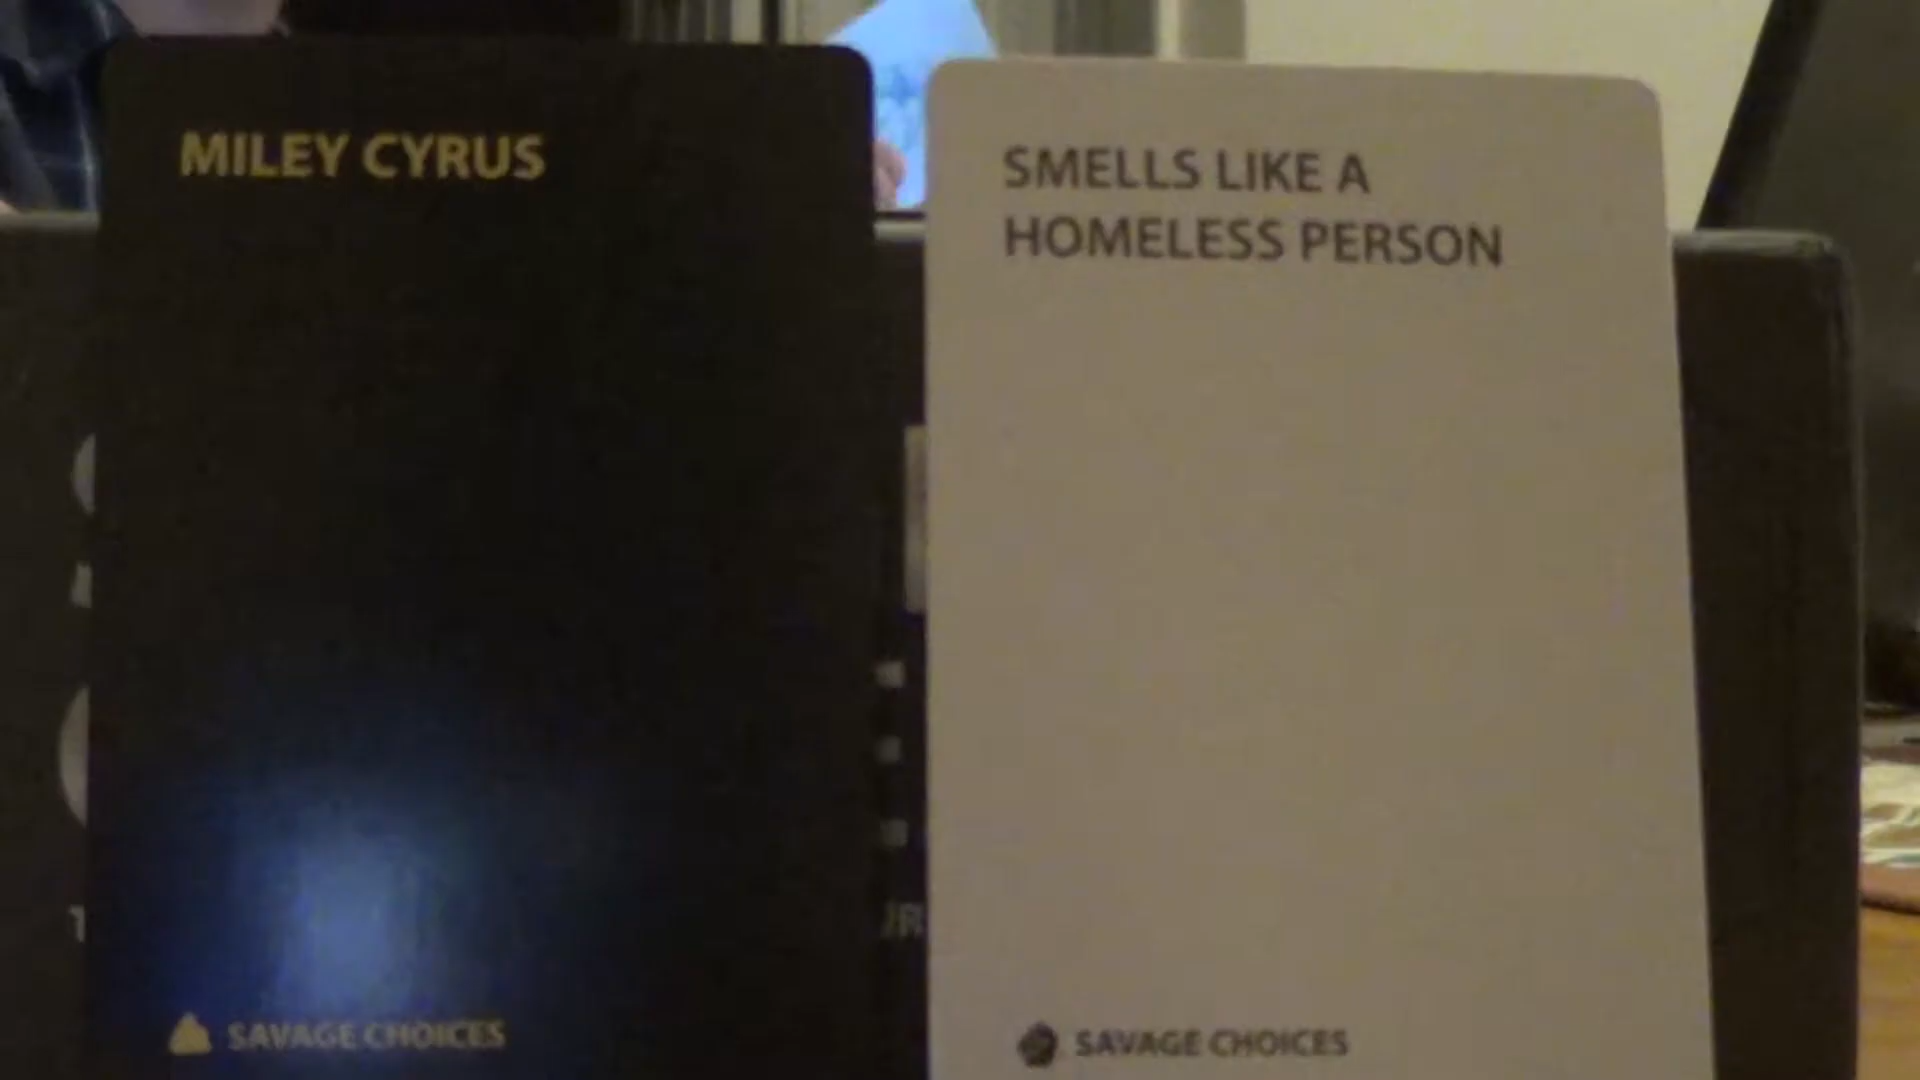 MILEY CYRUS
SAVAGE CHOICES
SMELLS LIKE A
HOMELESS PERSON
SAVAGE CHOICES